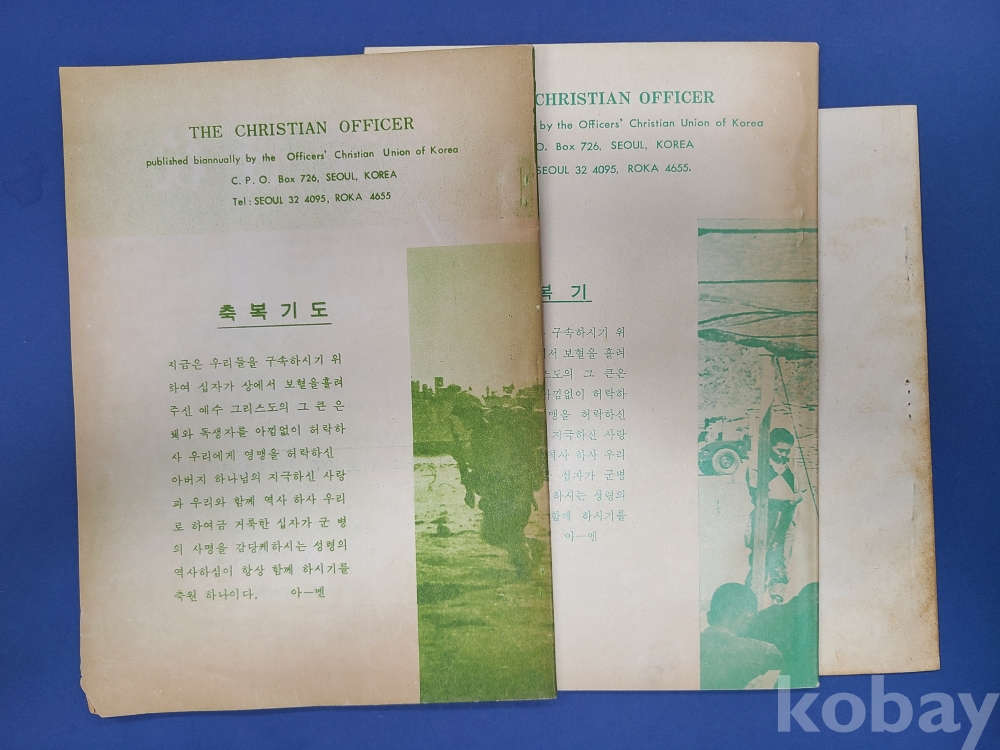 THE CHRISTIAN OFFICER
published biannually by the Officers' Christian Union of Korea
C. P. O. Box 726, SEOUL, KOREA
Tel : SEOUL 32 4095, ROKA 4655
축복기도
지금은 우리들을 구속하시기 위
하여 십자가 상에서 보혈을흘려
주신 예수 그리스도의 그 큰 은
혜와 독생자를 아낌없이 허락하
사 우리에게 영맹을 허락하신
아버지 하나님의 지극하신 사랑
과 우리와 함께 역사 하사 우리
로 하여금 거룩한 십자가 군 병
의 사명을 감당케하시는 성령의
역사하심이 항상 함께 하시기를
축원 하나이다. 아—멘
CHRISTIAN OFFICER
by the Officers' Christian Union of Korea
O. Box 726, SEOUL, KOREA
SEOUL 32 4095, ROKA 4655.
복 기
구속하시기 위
서 보혈을 흘려
스도의 그 큰 은
아낌없이 허락하
맹을 허락하신
지극하신 사랑
역사 하사 우리
십자가 군병
하시는 성령의
함께 하시기를
아—멘
kobay